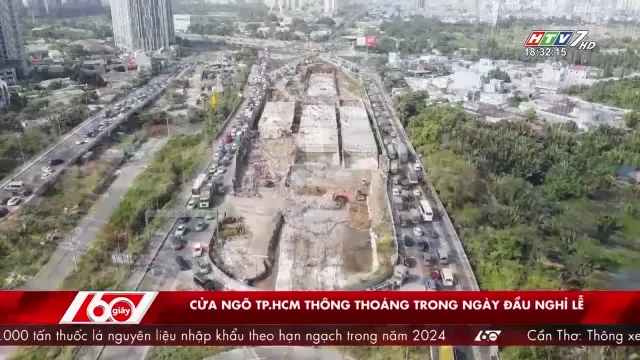 HTV7 HD
18:32:15
60 giây
CỬA NGÕ TP.HCM THÔNG THOÁNG TRONG NGÀY ĐẦU NGHỈ LỄ
.000 tấn thuốc lá nguyên liệu nhập khẩu theo hạn ngạch trong năm 2024 60 Cần Thơ: Thông xe